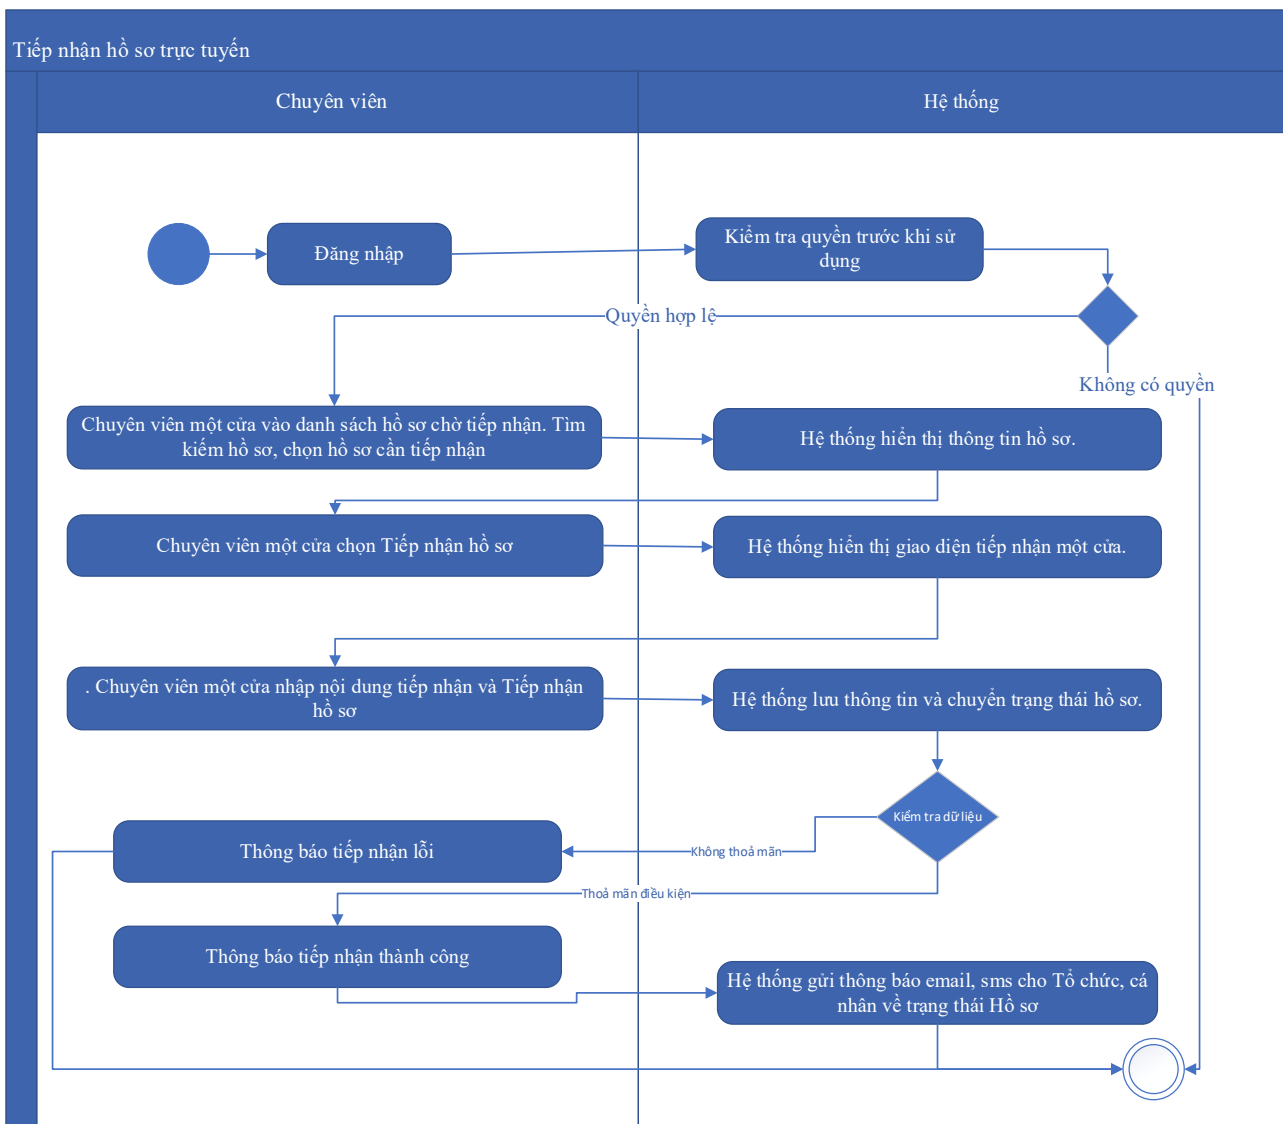 Tiếp nhận hồ sơ trực tuyến
Chuyên viên
Hệ thống
Đăng nhập
Kiểm tra quyền trước khi sử
dụng
Quyền hợp lệ
Không có quyền
Chuyên viên một cửa vào danh sách hồ sơ chờ tiếp nhận. Tìm
kiếm hồ sơ, chọn hồ sơ cần tiếp nhận
Hệ thống hiển thị thông tin hồ sơ.
Chuyên viên một cửa chọn Tiếp nhận hồ sơ
Hệ thống hiển thị giao diện tiếp nhận một cửa.
. Chuyên viên một cửa nhập nội dung tiếp nhận và Tiếp nhận
hồ sơ
Hệ thống lưu thông tin và chuyển trạng thái hồ sơ.
Kiểm tra dữ liệu
Thông báo tiếp nhận lỗi
Không thoả mãn
Thoả mãn điều kiện
Thông báo tiếp nhận thành công
Hệ thống gửi thông báo email, sms cho Tổ chức, cá
nhân về trạng thái Hồ sơ